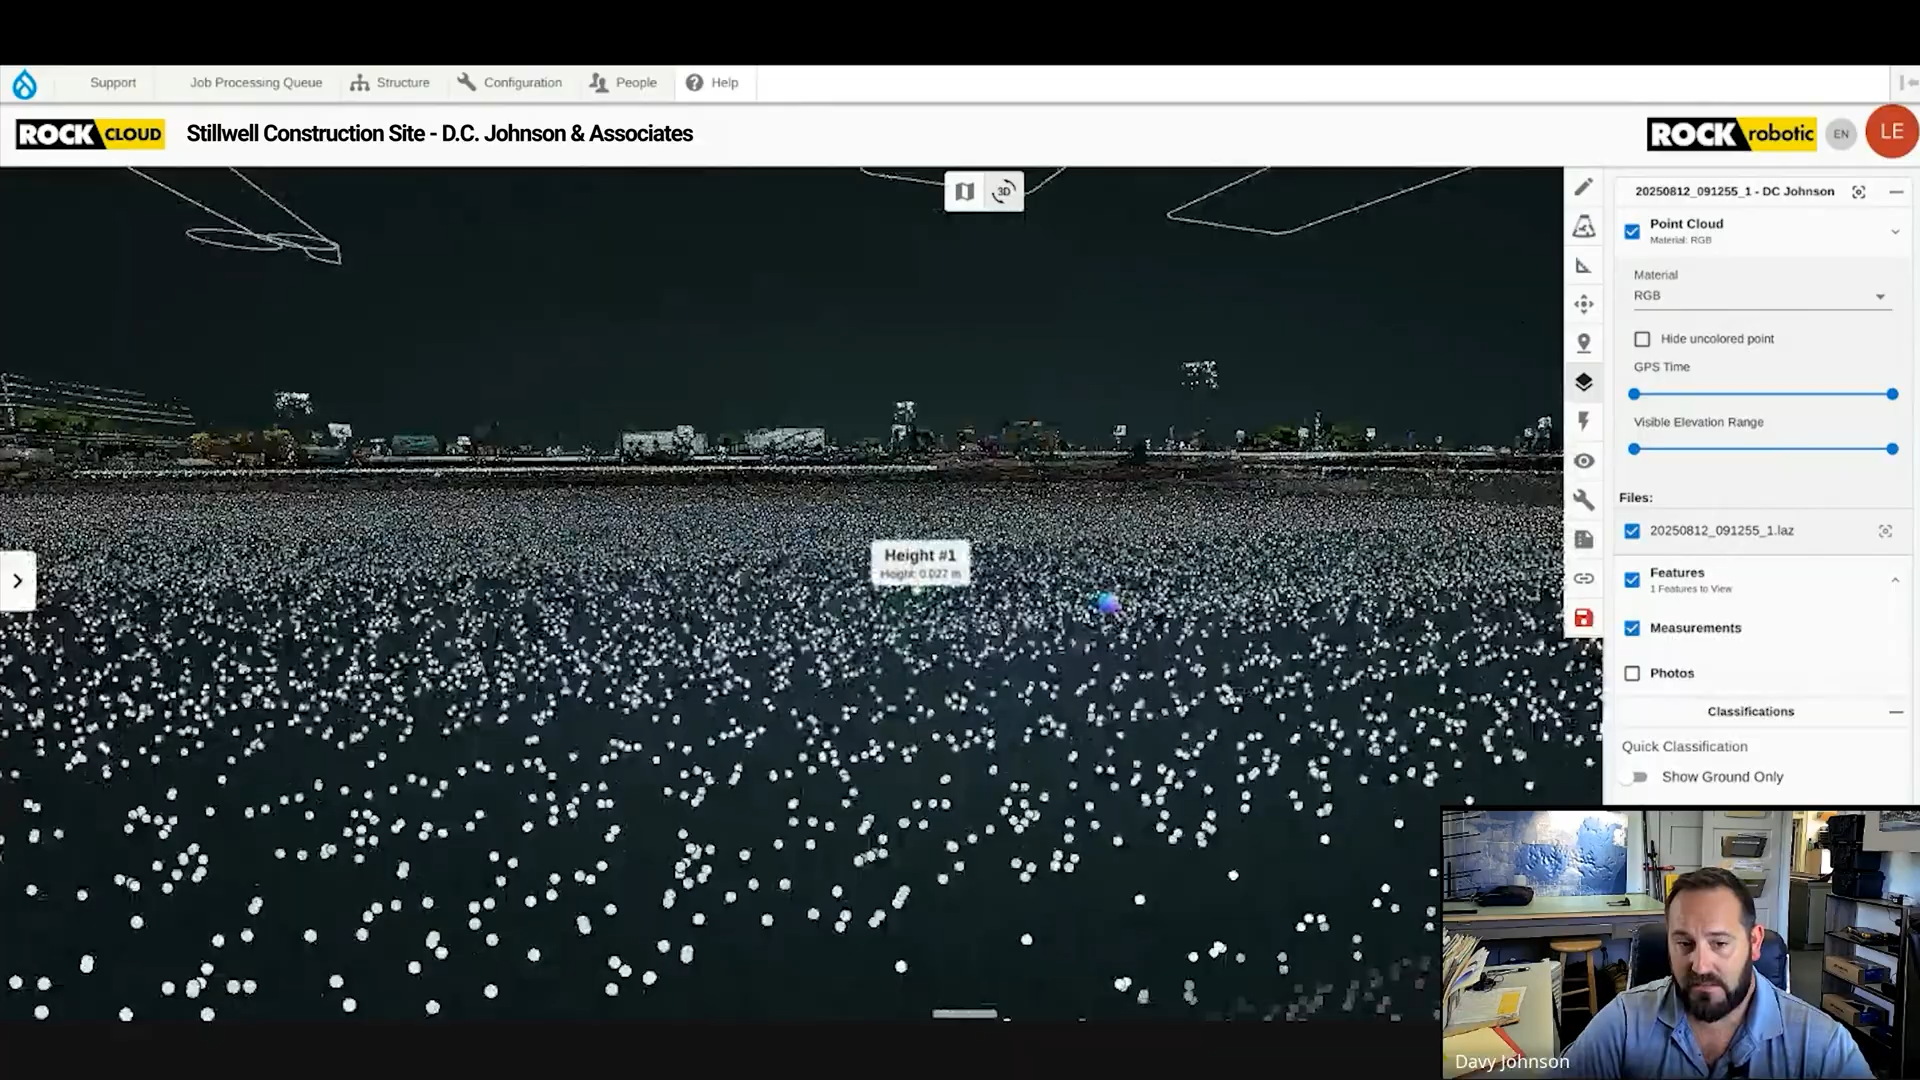 Support
Job Processing Queue
Structure
Configuration
People
Help
ROCK CLOUD
Stillwell Construction Site - D.C. Johnson & Associates
ROCK robotic
EN
LE
3D
20250812_091255_1 - DC Johnson
Point Cloud
Material: RGB
Material
RGB
Hide uncolored point
GPS Time
Visible Elevation Range
Files:
20250812_091255_1.laz
Height #1
Height: 0.027 m
Features
1 Features to View
Measurements
Photos
Classifications
Quick Classification
Show Ground Only
Davy Johnson